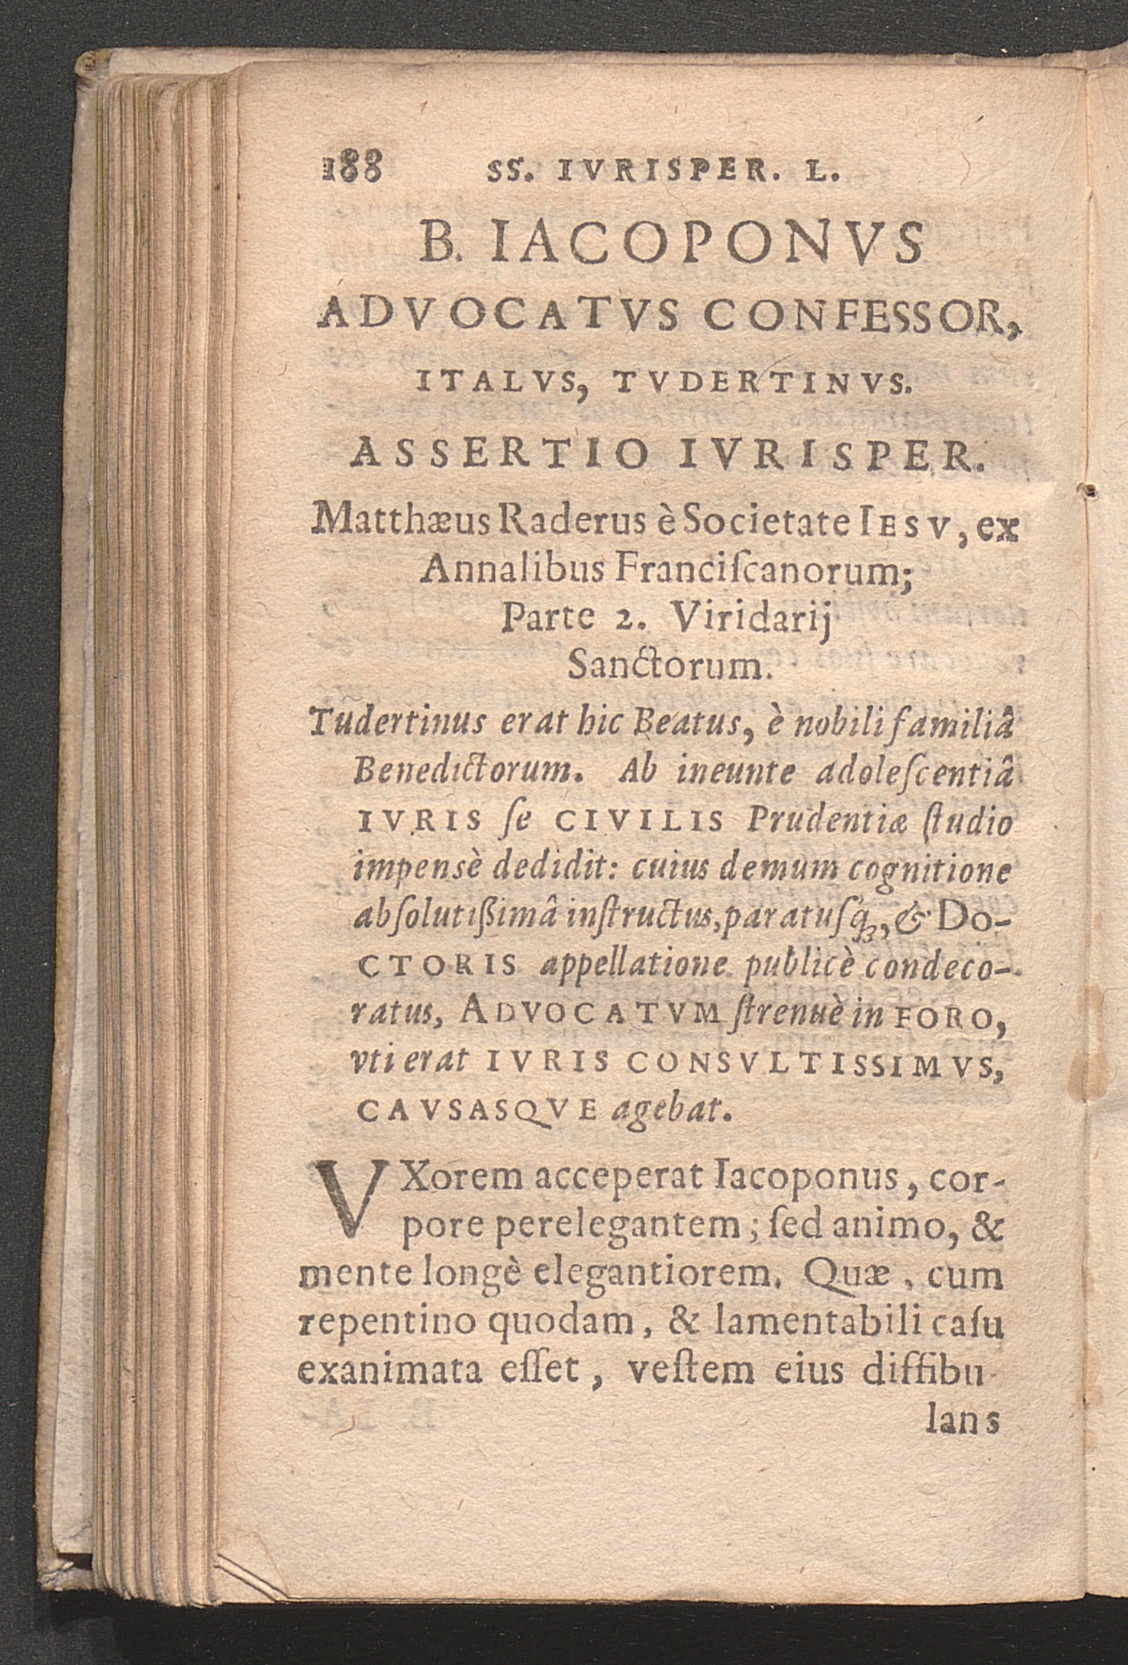 188 SS. IVRISPER. L.
B. IACOPONVS
ADVOCATVS CONFESSOR,
ITALVS, TVDERTINVS.
ASSERTIO IVRISPER.
Matthæus Raderus è Societate IESV, ex
Annalibus Franciſcanorum;
Parte 2. Viridarij
Sanctorum.
Tudertinus erat hic Beatus, è nobili familiâ
Benedictorum. Ab ineunte adoleſcentiâ
IVRIS ſe CIVILIS Prudentiæ ſtudio
impensè dedidit: cuius demum cognitione
abſolutiſsimâ inſtructus, paratuſq́ꝫ, & Do-
CTORIS appellatione publicè condeco-
ratus, ADVOCATVM ſtrenuè in FORO,
vti erat IVRIS CONSVLTISSIMVS,
CAVSASQVE agebat.
VXorem acceperat Iacoponus, cor-
pore perelegantem; ſed animo, &
mente longè elegantiorem. Quæ, cum
repentino quodam, & lamentabili caſu
exanimata eſſet, veſtem eius diffibu-
lans